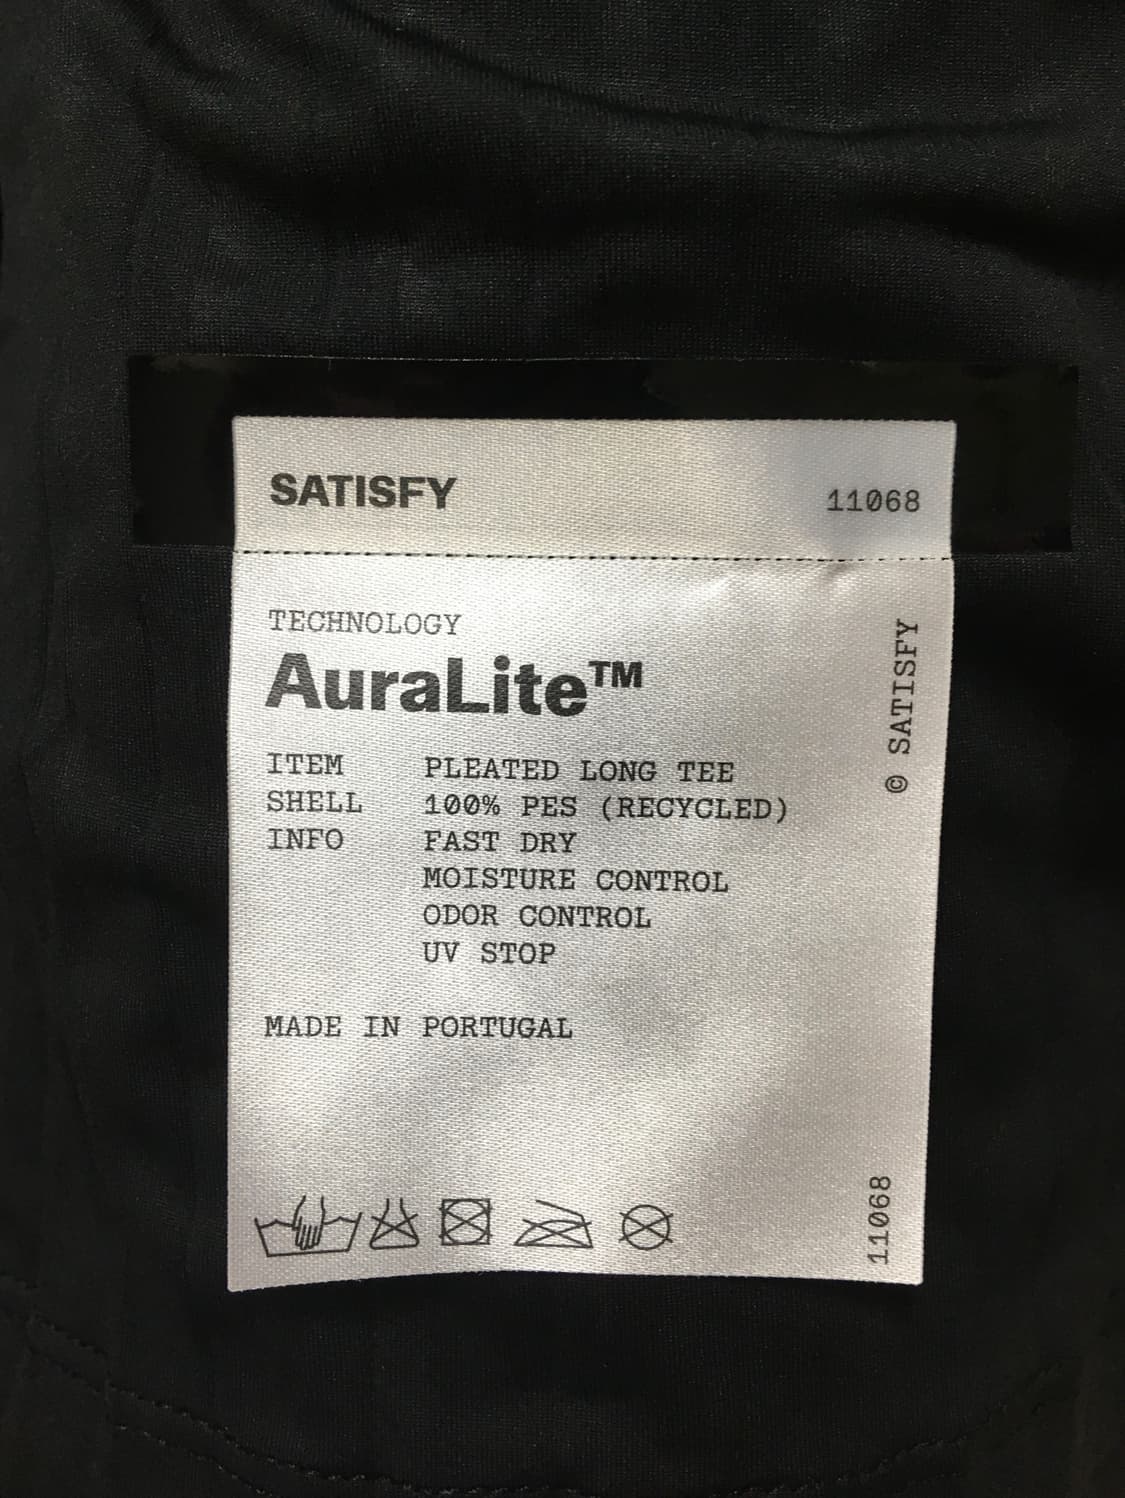 SATISFY 11068
TECHNOLOGY
AuraLite™
ITEM PLEATED LONG TEE
SHELL 100% PES (RECYCLED)
INFO FAST DRY
MOISTURE CONTROL
ODOR CONTROL
UV STOP
MADE IN PORTUGAL
© SATISFY
11068